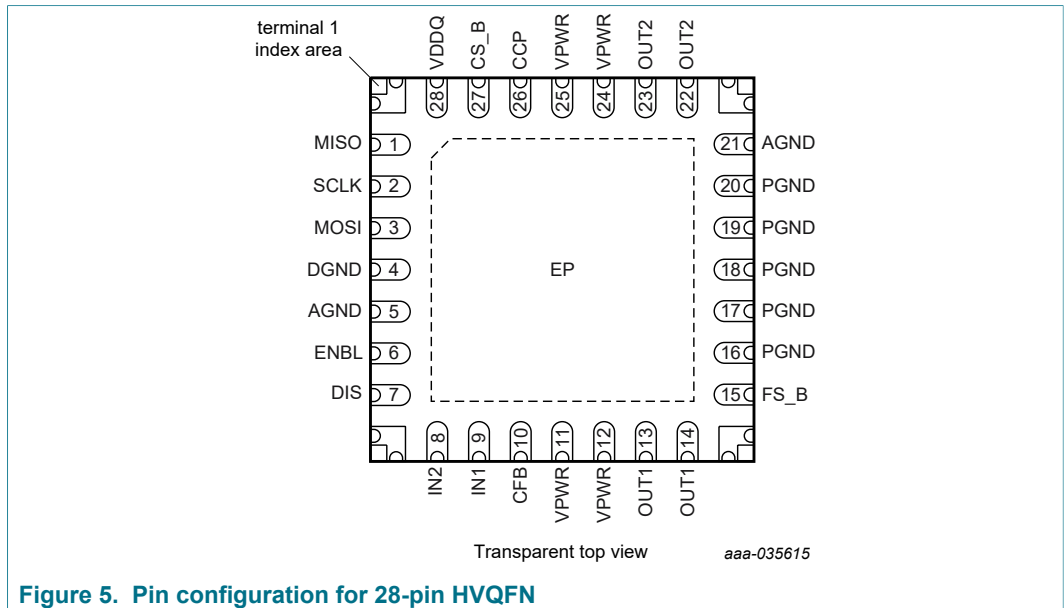 terminal 1
index area
VDDQ
CS_B
CCP
VPWR
VPWR
OUT2
OUT2
28
27
26
25
24
23
22
MISO 1
SCLK 2
MOSI 3
DGND 4
AGND 5
ENBL 6
DIS 7
EP
21 AGND
20 PGND
19 PGND
18 PGND
17 PGND
16 PGND
15 FS_B
8
9
10
11
12
13
14
IN2
IN1
CFB
VPWR
VPWR
OUT1
OUT1
Transparent top view
aaa-035615
Figure 5. Pin configuration for 28-pin HVQFN